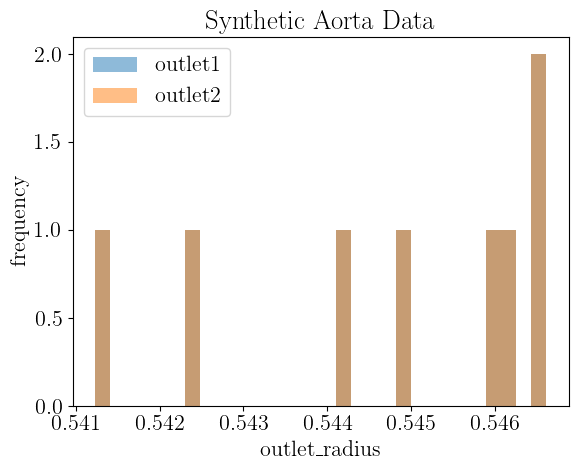 Synthetic Aorta Data
outlet1
outlet2
frequency
2.0
1.5
1.0
0.5
0.0
0.541 0.542 0.543 0.544 0.545 0.546
outlet_radius